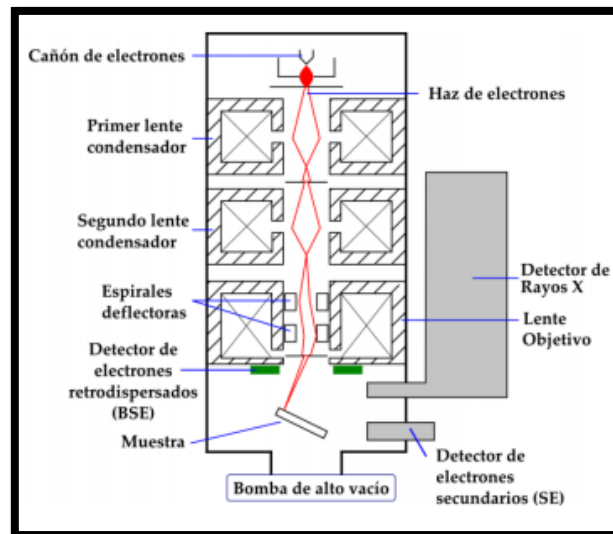 Cañón de electrones
Haz de electrones
Primer lente
condensador
Segundo lente
condensador
Detector de
Rayos X
Espirales
deflectoras
Lente
Objetivo
Detector de
electrones
retrodispersados
(BSE)
Muestra
Detector de
electrones
secundarios (SE)
Bomba de alto vacío